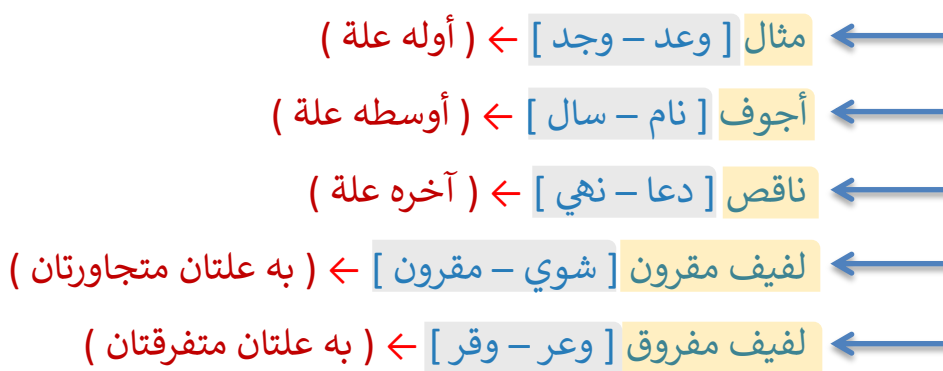 مثال [ وعد – وجد ] ← ( أوله علة )
أجوف [ نام – سال ] ← ( أوسطه علة )
ناقص [ دعا – نهي ] ← ( آخره علة )
لفيف مقرون [ شوي – مقرون ] ← ( به علتان متجاورتان )
لفيف مفروق [ وعر – وقر ] ← ( به علتان متفرقتان )